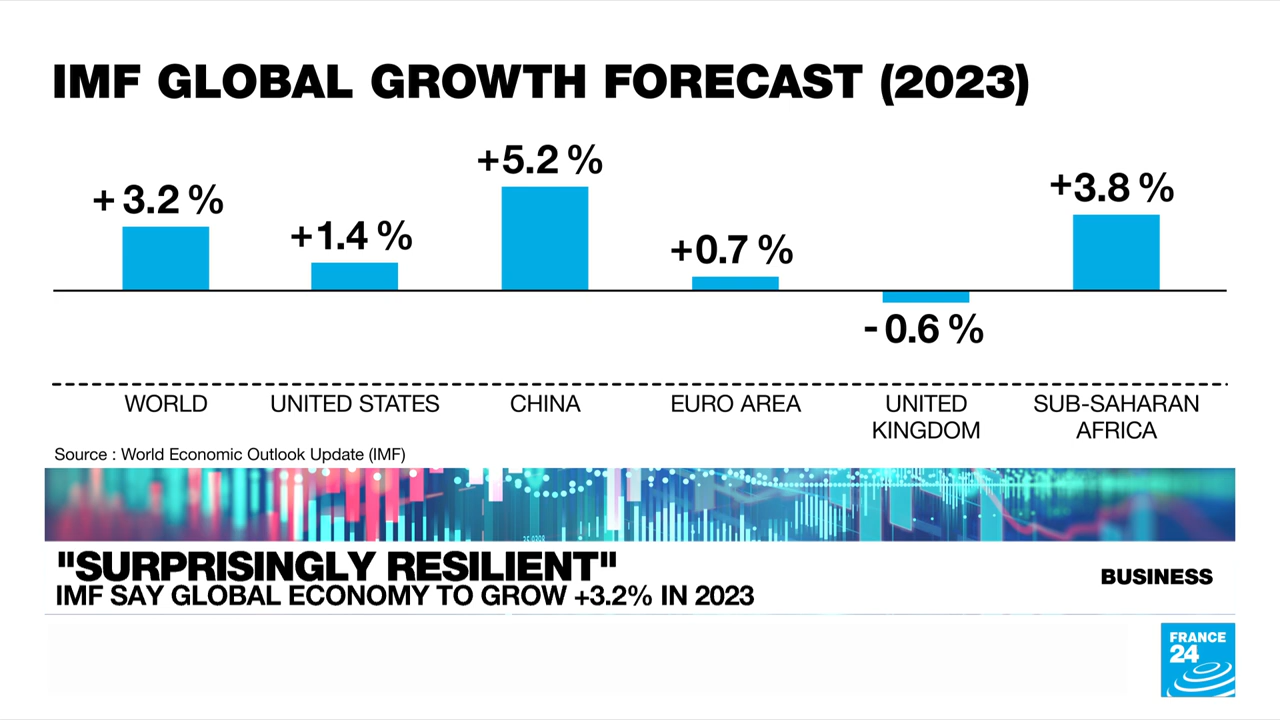 IMF GLOBAL GROWTH FORECAST (2023)
+ 3.2 %
+1.4 %
+5.2 %
+0.7 %
- 0.6 %
+3.8 %
WORLD
UNITED STATES
CHINA
EURO AREA
UNITED
KINGDOM
SUB-SAHARAN
AFRICA
Source : World Economic Outlook Update (IMF)
"SURPRISINGLY RESILIENT"
IMF SAY GLOBAL ECONOMY TO GROW +3.2% IN 2023
BUSINESS
FRANCE
24